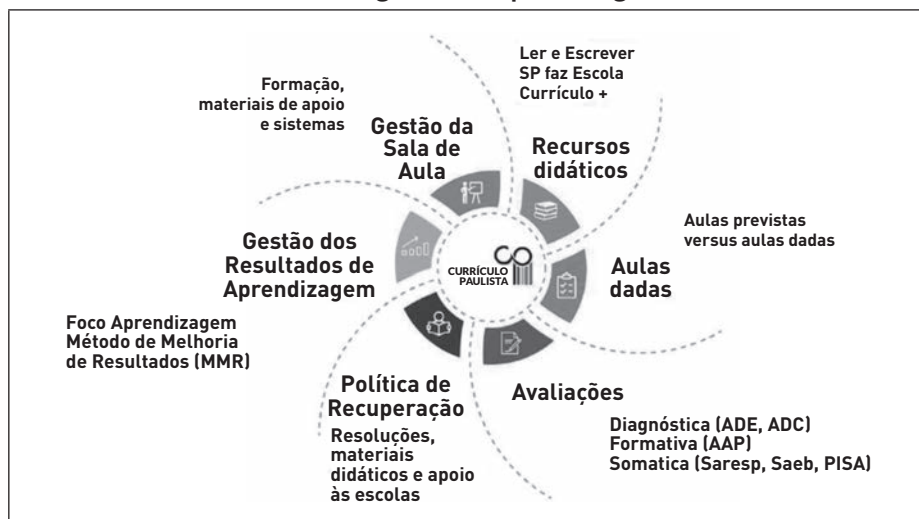 Formação,
materiais de apoio
e sistemas
Gestão da
Sala de
Aula
Ler e Escrever
SP faz Escola
Currículo +
Recursos
didáticos
Aulas previstas
versus aulas dadas
Aulas
dadas
Gestão dos
Resultados de
Aprendizagem
Foco Aprendizagem
Método de Melhoria
de Resultados (MMR)
CURRÍCULO
PAULISTA
Política de
Recuperação
Resoluções,
materiais
didáticos e apoio
às escolas
Avaliações
Diagnóstica (ADE, ADC)
Formativa (AAP)
Somatica (Saresp, Saeb, PISA)